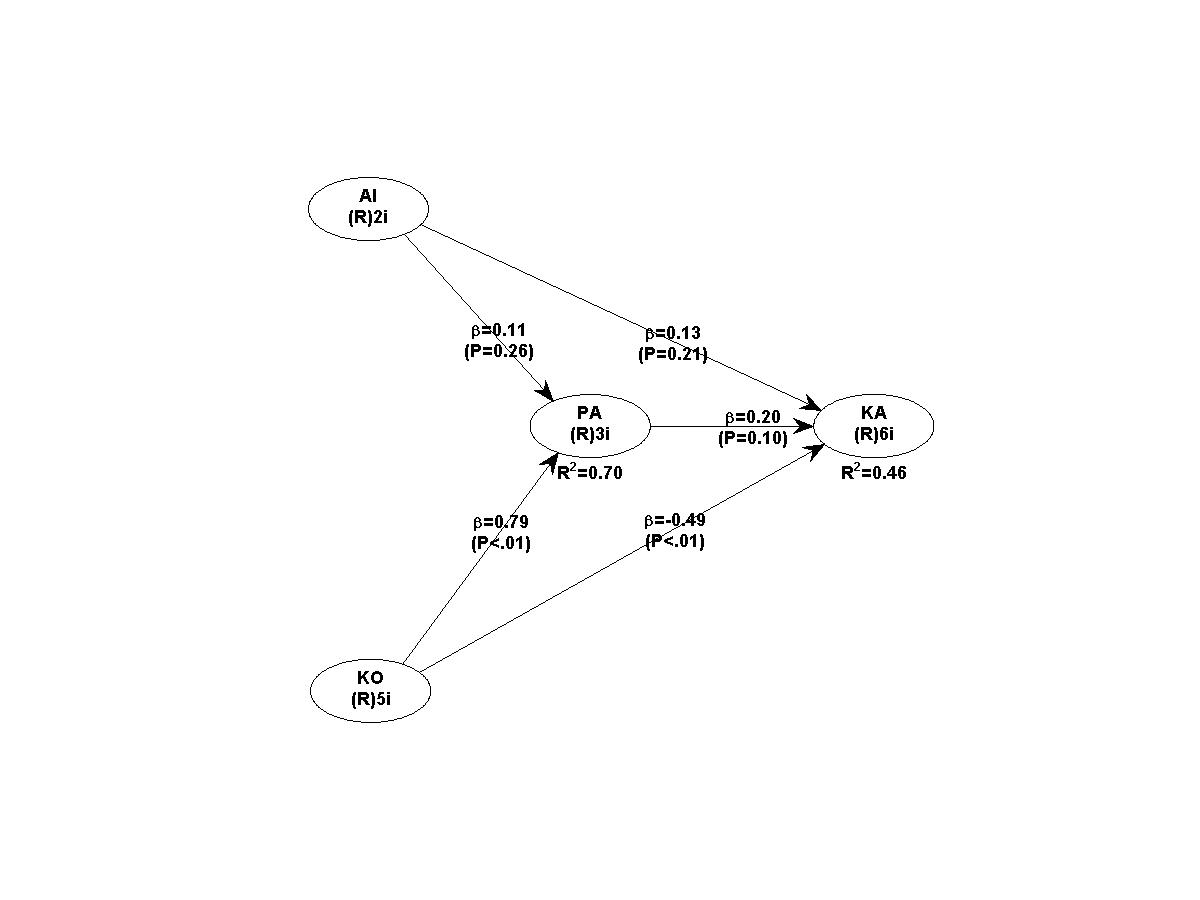 AI
(R)2i
β=0.11
(P=0.26)
β=0.13
(P=0.21)
PA
(R)3i
R²=0.70
β=0.20
(P=0.10)
KA
(R)6i
R²=0.46
β=0.79
(P<.01)
β=-0.49
(P<.01)
KO
(R)5i